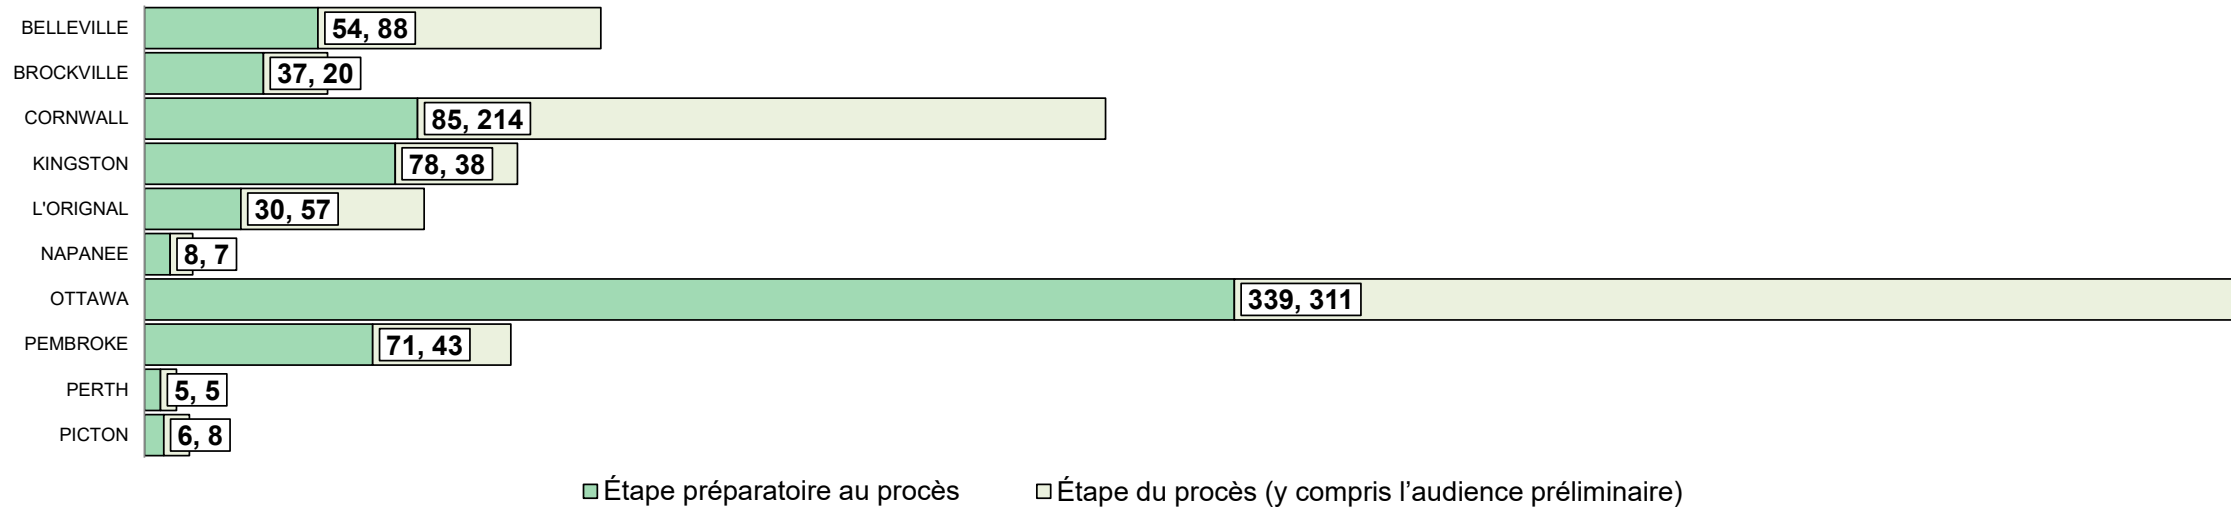 BELLEVILLE 54, 88
BROCKVILLE 37, 20
CORNWALL 85, 214
KINGSTON 78, 38
L'ORIGNAL 30, 57
NAPANEE 8, 7
OTTAWA 339, 311
PEMBROKE 71, 43
PERTH 5, 5
PICTON 6, 8
Étape préparatoire au procès Étape du procès (y compris l’audience préliminaire)